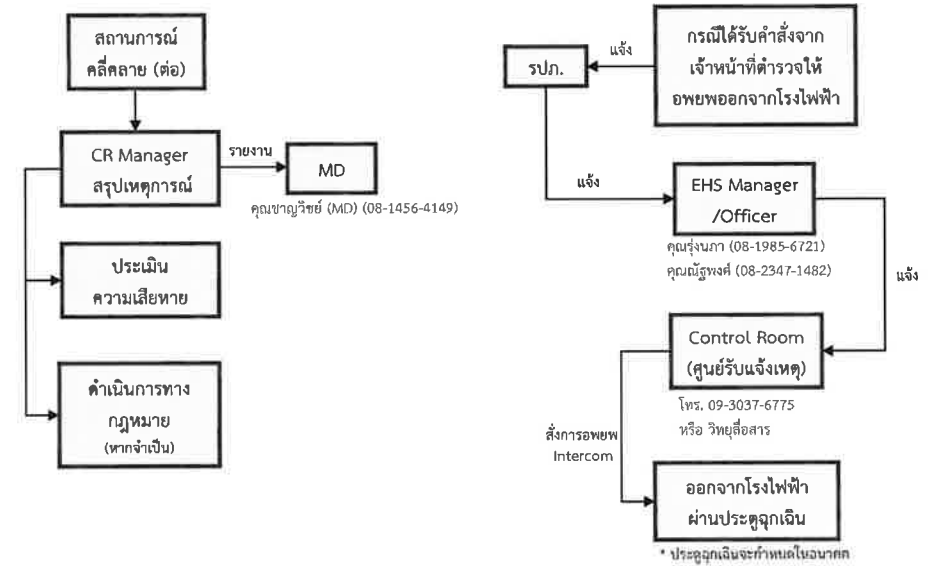 สถานการณ์
คลี่คลาย (ต่อ)
CR Manager
สรุปเหตุการณ์
รายงาน
MD
คุณชาญวิชย์ (MD) (08-1456-4149)
ประเมิน
ความเสียหาย
ดำเนินการทาง
กฎหมาย
(หากจำเป็น)
กรณีได้รับคำสั่งจาก
เจ้าหน้าที่ตำรวจให้
อพยพออกจากโรงไฟฟ้า
แจ้ง
รปภ.
แจ้ง
EHS Manager
/Officer
คุณรุ่งนภา (08-1985-6721)
คุณณัฐพงศ์ (08-2347-1482)
แจ้ง
Control Room
(ศูนย์รับแจ้งเหตุ)
โทร. 09-3037-6775
หรือ วิทยุสื่อสาร
สั่งการอพยพ
Intercom
ออกจากโรงไฟฟ้า
ผ่านประตูฉุกเฉิน
* ประตูฉุกเฉินจะกำหนดในอนาคต